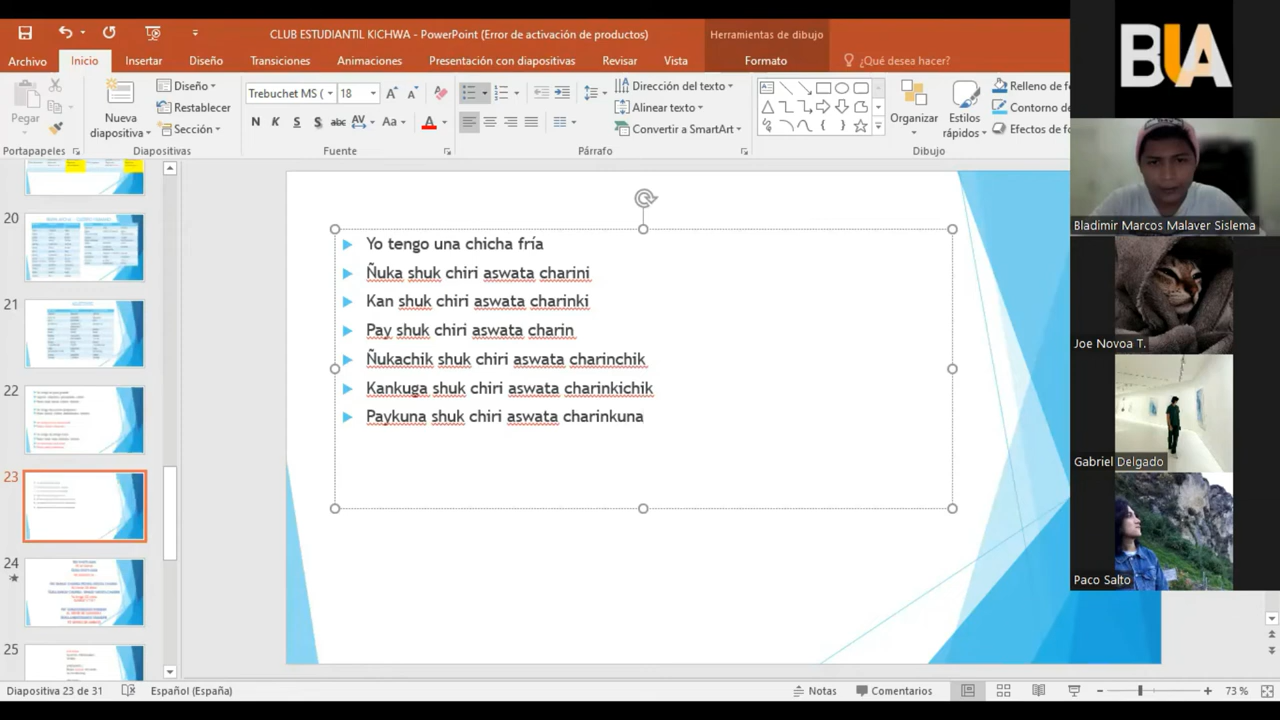 CLUB ESTUDIANTIL KICHWA - PowerPoint (Error de activación de productos)
Herramientas de dibujo
Archivo
Inicio
Insertar
Diseño
Transiciones
Animaciones
Presentación con diapositivas
Revisar
Vista
Formato
¿Qué desea hacer?
Pegar
Nueva diapositiva
Diseño
Restablecer
Sección
Trebuchet MS (
18
N K S S abc AV Aa A
Dirección del texto
Alinear texto
Convertir a SmartArt
Organizar
Estilos rápidos
Relleno de f
Contorno de
Efectos de fo
Portapapeles
Diapositivas
Fuente
Párrafo
Dibujo
20
21
22
23
24
25
Yo tengo una chicha fría
Ñuka shuk chiri aswata charini
Kan shuk chiri aswata charinki
Pay shuk chiri aswata charin
Ñukachik shuk chiri aswata charinchik
Kankuga shuk chiri aswata charinkichik
Paykuna shuk chiri aswata charinkuna
BUA
Bladimir Marcos Malaver Sislema
Joe Novoa T.
Gabriel Delgado
Paco Salto
Diapositiva 23 de 31
Español (España)
Notas
Comentarios
73 %